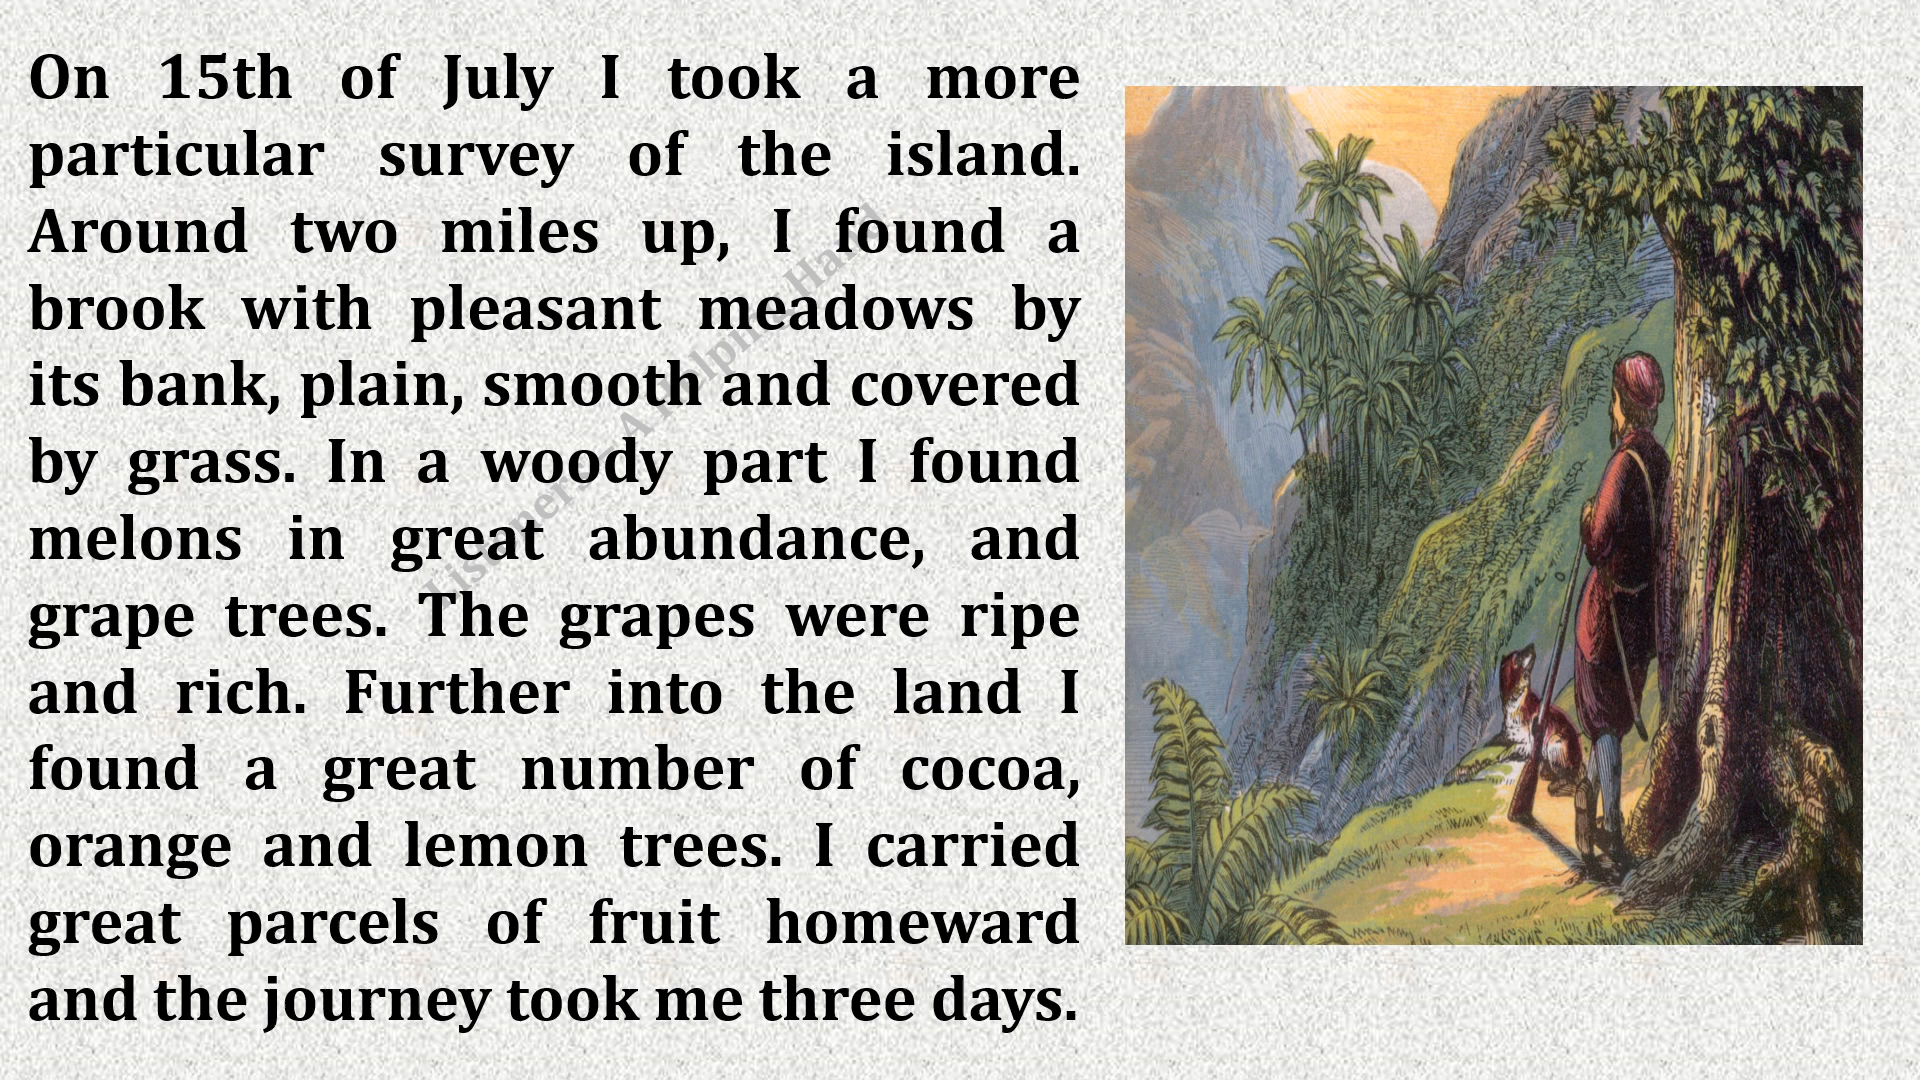 On 15th of July I took a more
particular survey of the island.
Around two miles up, I found a
brook with pleasant meadows by
its bank, plain, smooth and covered
by grass. In a woody part I found
melons in great abundance, and
grape trees. The grapes were ripe
and rich. Further into the land I
found a great number of cocoa,
orange and lemon trees. I carried
great parcels of fruit homeward
and the journey took me three days.